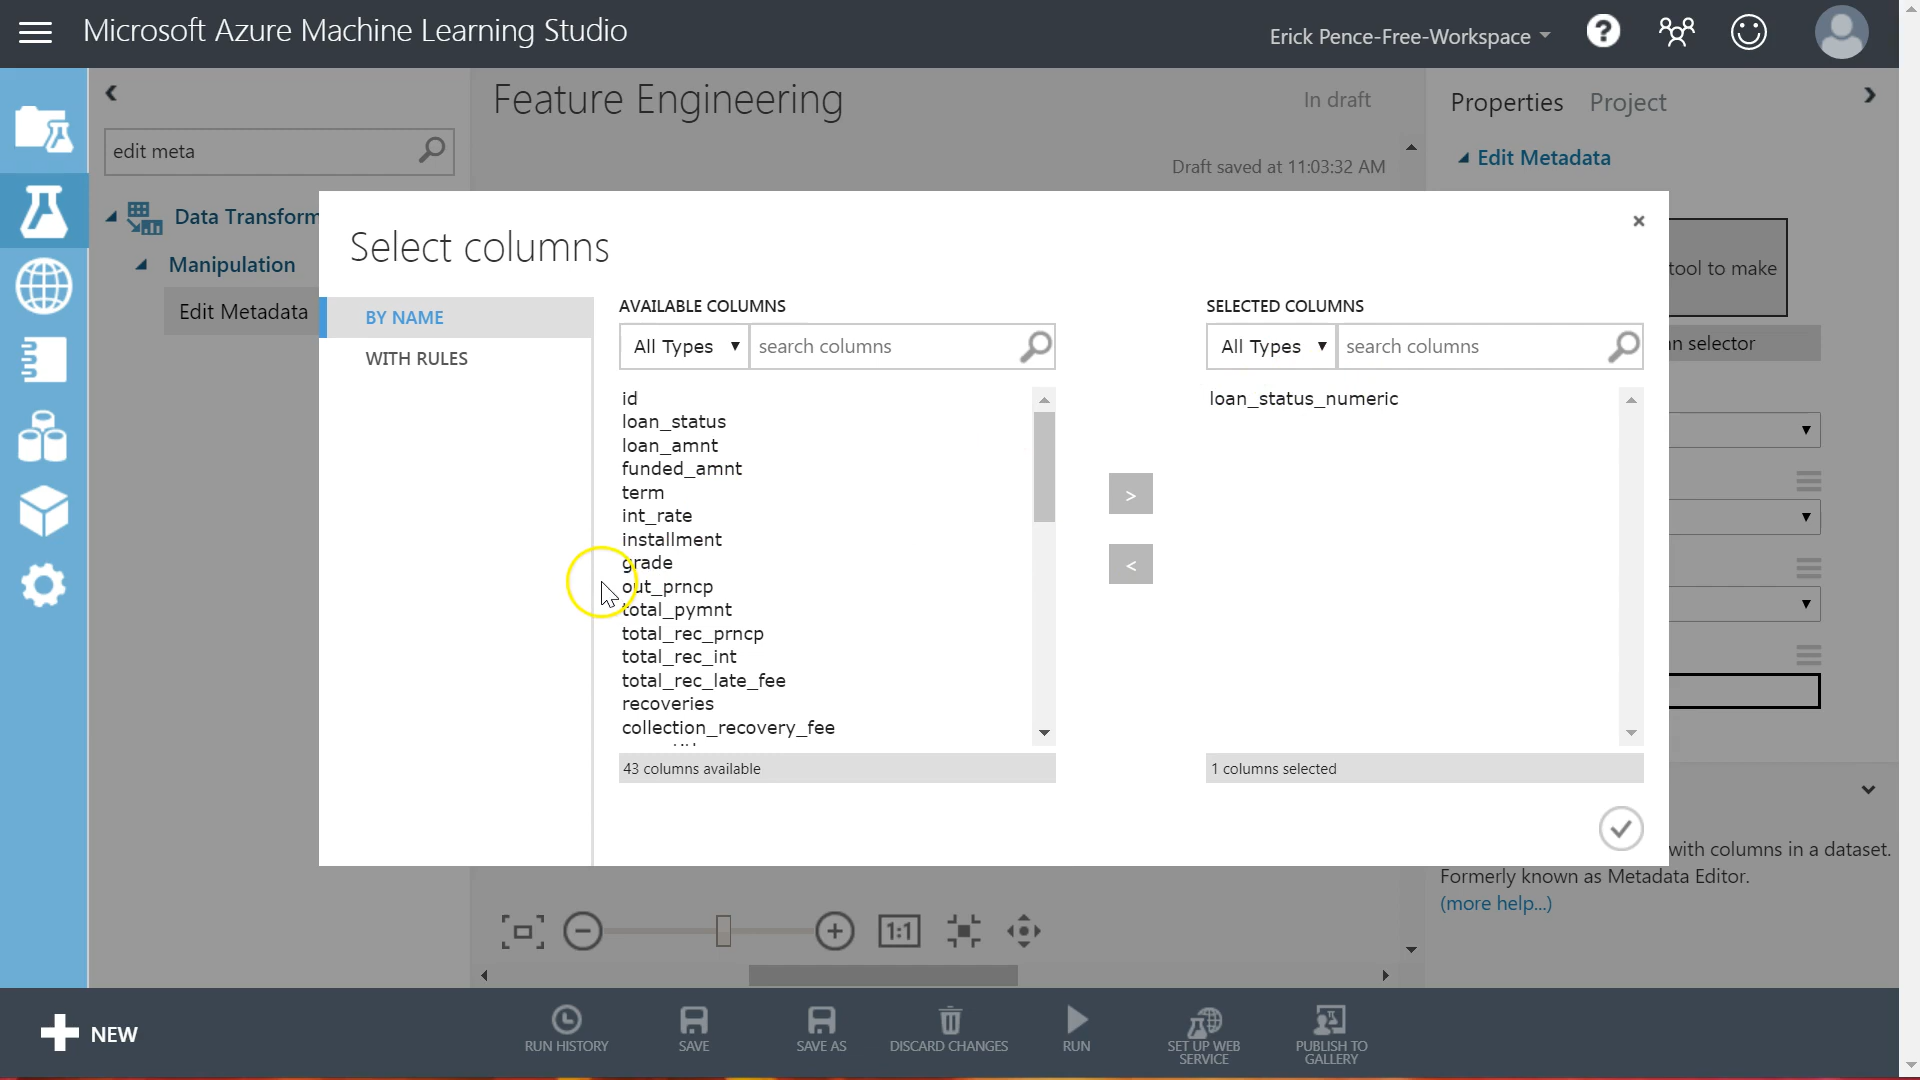 Microsoft Azure Machine Learning Studio
Erick Pence-Free-Workspace
?
edit meta
Data Transform
Manipulation
Edit Metadata
Feature Engineering
In draft
Draft saved at 11:03:32 AM
Properties
Project
Edit Metadata
tool to make
n selector
Select columns
×
BY NAME
WITH RULES
AVAILABLE COLUMNS
All Types
search columns
id
loan_status
loan_amnt
funded_amnt
term
int_rate
installment
grade
out_prncp
total_pymnt
total_rec_prncp
total_rec_int
total_rec_late_fee
recoveries
collection_recovery_fee
43 columns available
>
<
SELECTED COLUMNS
All Types
search columns
loan_status_numeric
1 columns selected
with columns in a dataset.
Formerly known as Metadata Editor.
(more help...)
1:1
NEW
RUN HISTORY
SAVE
SAVE AS
DISCARD CHANGES
RUN
SET UP WEB
SERVICE
PUBLISH TO
GALLERY